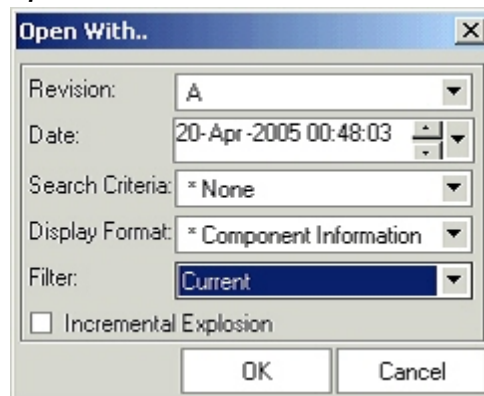 Open With..
Revision: A
Date: 20-Apr-2005 00:48:03
Search Criteria: * None
Display Format: * Component Information
Filter: Current
Incremental Explosion
OK Cancel